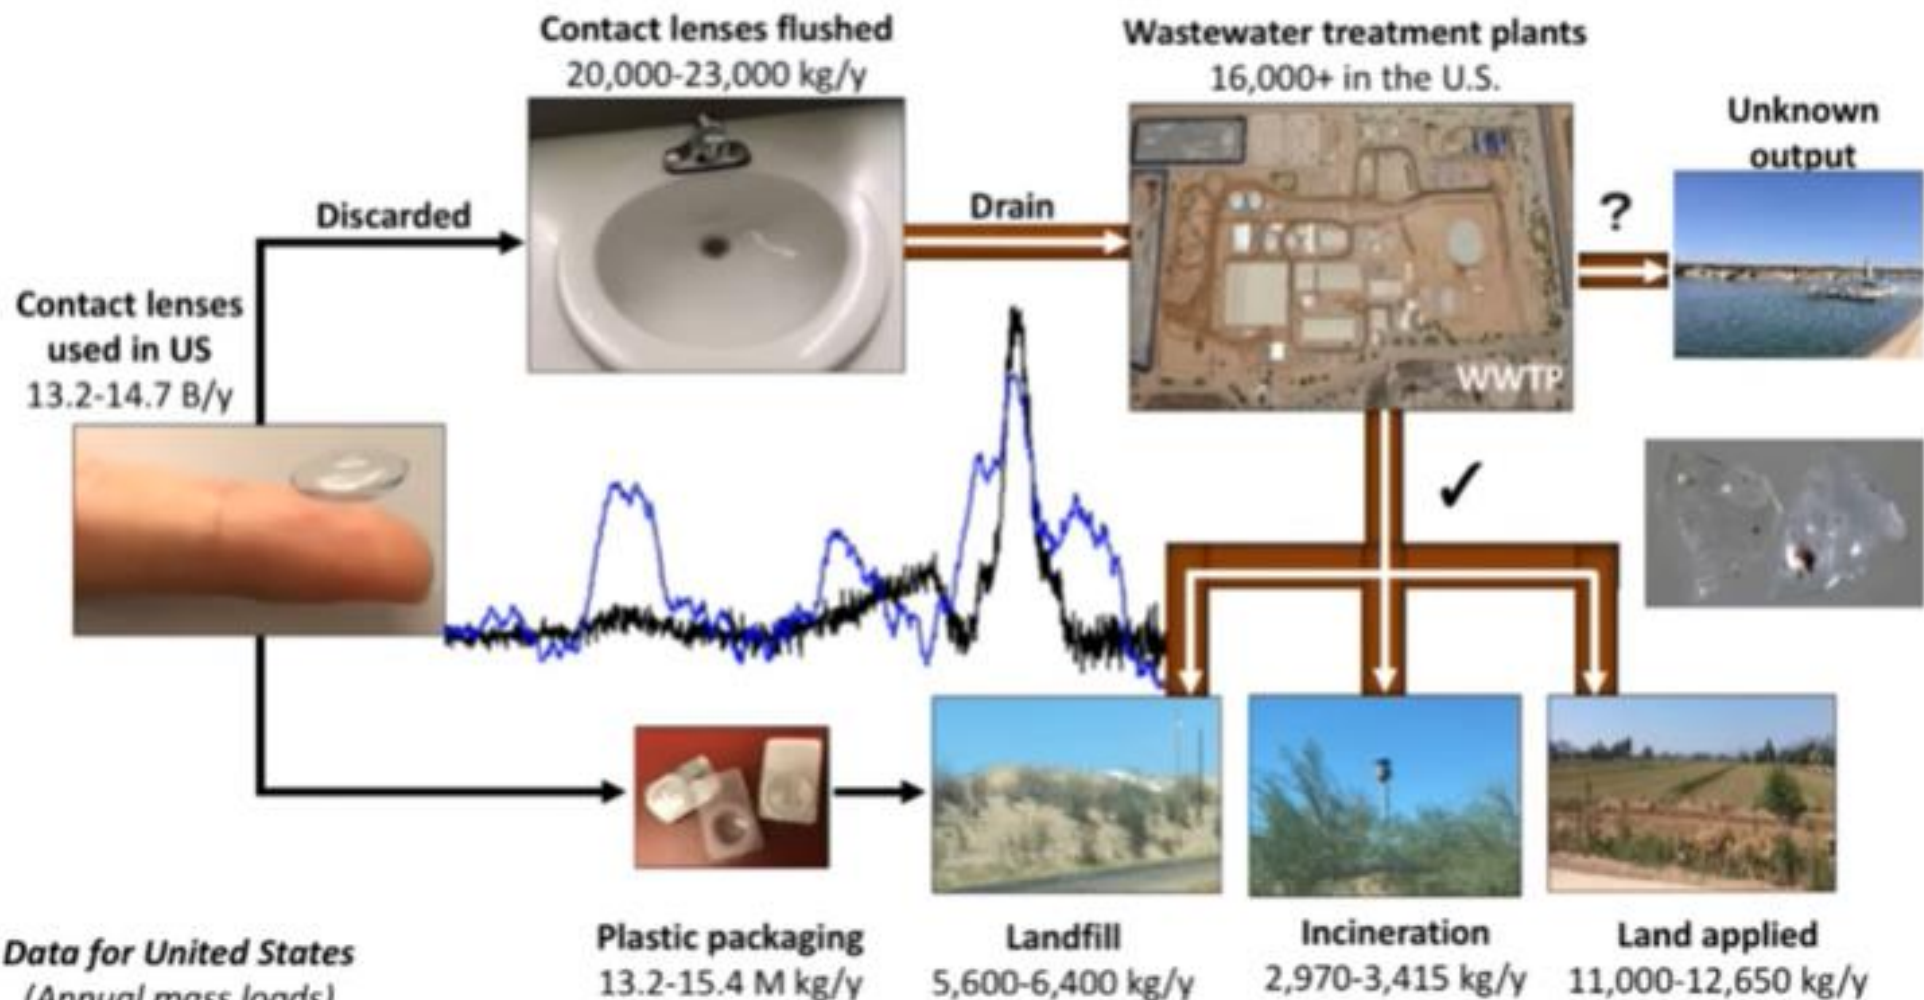 Contact lenses flushed
20,000-23,000 kg/y
Wastewater treatment plants
16,000+ in the U.S.
Unknown
output
Discarded
Drain
?
Contact lenses
used in US
13.2-14.7 B/y
WWTP
✓
Plastic packaging
13.2-15.4 M kg/y
Landfill
5,600-6,400 kg/y
Incineration
2,970-3,415 kg/y
Land applied
11,000-12,650 kg/y
Data for United States
(Annual mass loads)